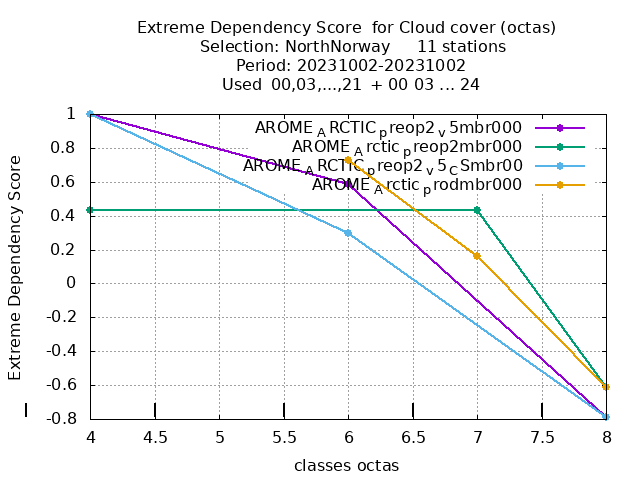 Extreme Dependency Score  for Cloud cover (octas)
Selection: NorthNorway     11 stations
Period: 20231002-20231002
Used  00,03,...,21  + 00 03 ... 24
AROME_ARCTIC_preop2_v5mbr000
AROME_Arctic_preop2mbr000
AROME_ARCTIC_preop2_v5_CSmbr00
AROME_Arctic_prodmbr000
Extreme Dependency Score
1
0.8
0.6
0.4
0.2
0
-0.2
-0.4
-0.6
-0.8
4 4.5 5 5.5 6 6.5 7 7.5 8
classes octas